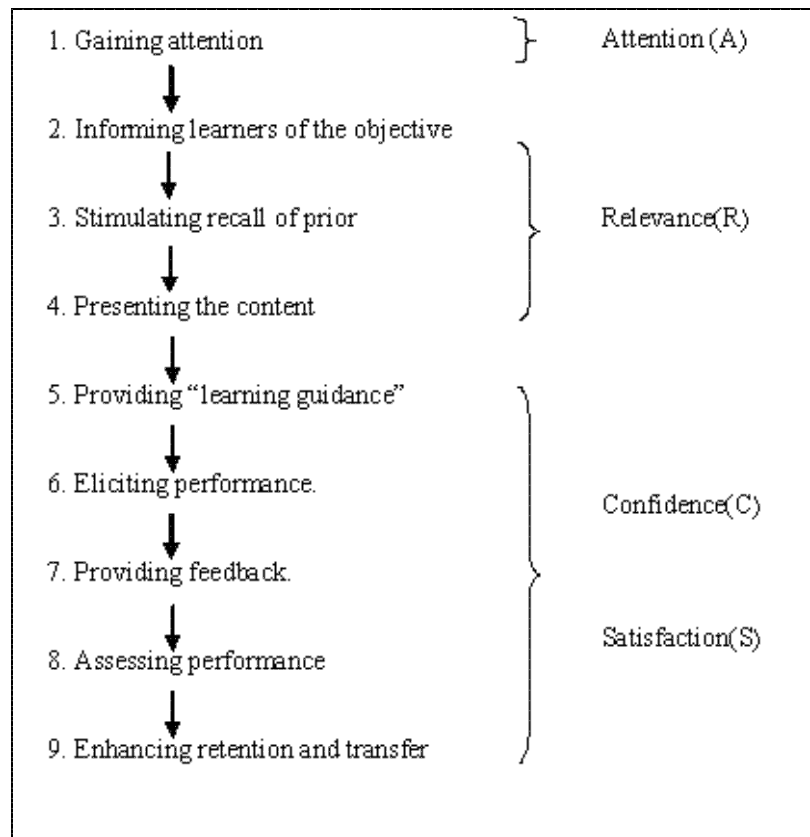 1. Gaining attention
Attention (A)
2. Informing learners of the objective
3. Stimulating recall of prior
Relevance(R)
4. Presenting the content
5. Providing “learning guidance”
6. Eliciting performance.
Confidence(C)
7. Providing feedback.
Satisfaction(S)
8. Assessing performance
9. Enhancing retention and transfer